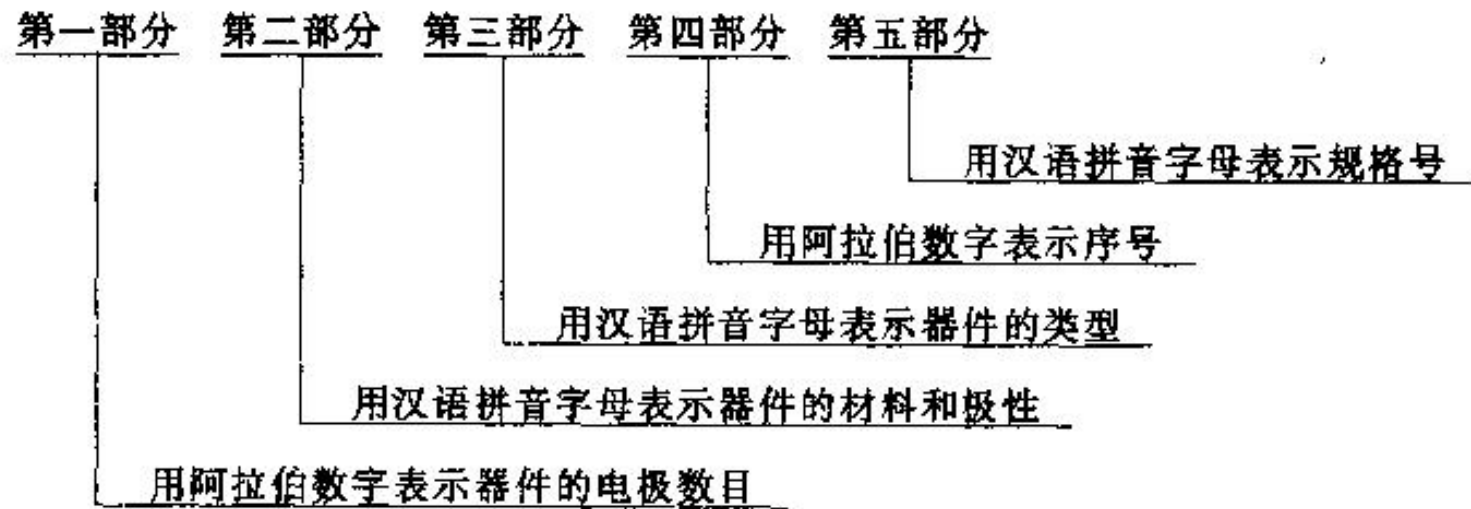 第一部分 第二部分 第三部分 第四部分 第五部分
用汉语拼音字母表示规格号
用阿拉伯数字表示序号
用汉语拼音字母表示器件的类型
用汉语拼音字母表示器件的材料和极性
用阿拉伯数字表示器件的电极数目